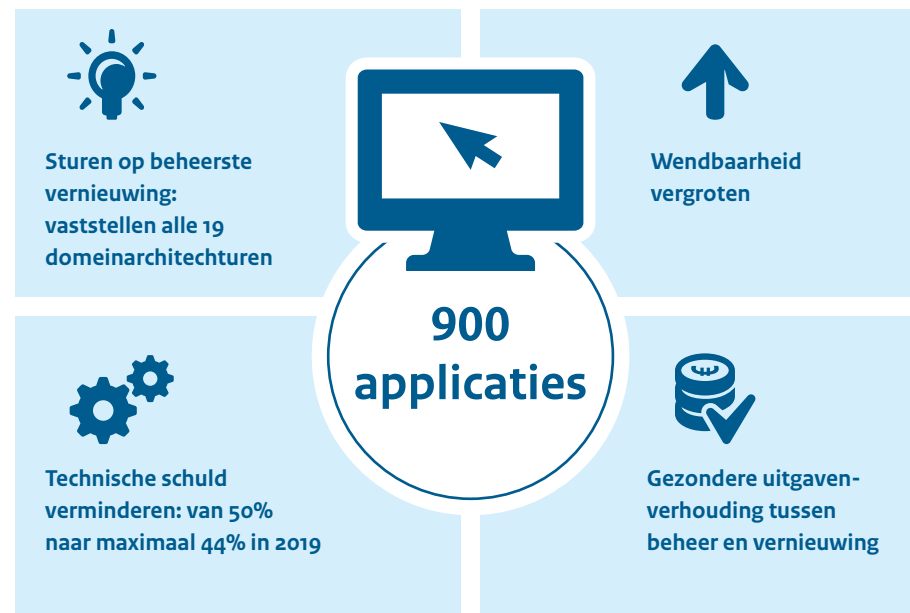 Sturen op beheerste
vernieuwing:
vaststellen alle 19
domeinarchitechturen
Wendbaarheid
vergroten
900
applicaties
Technische schuld
verminderen: van 50%
naar maximaal 44% in 2019
Gezondere uitgaven-
verhouding tussen
beheer en vernieuwing